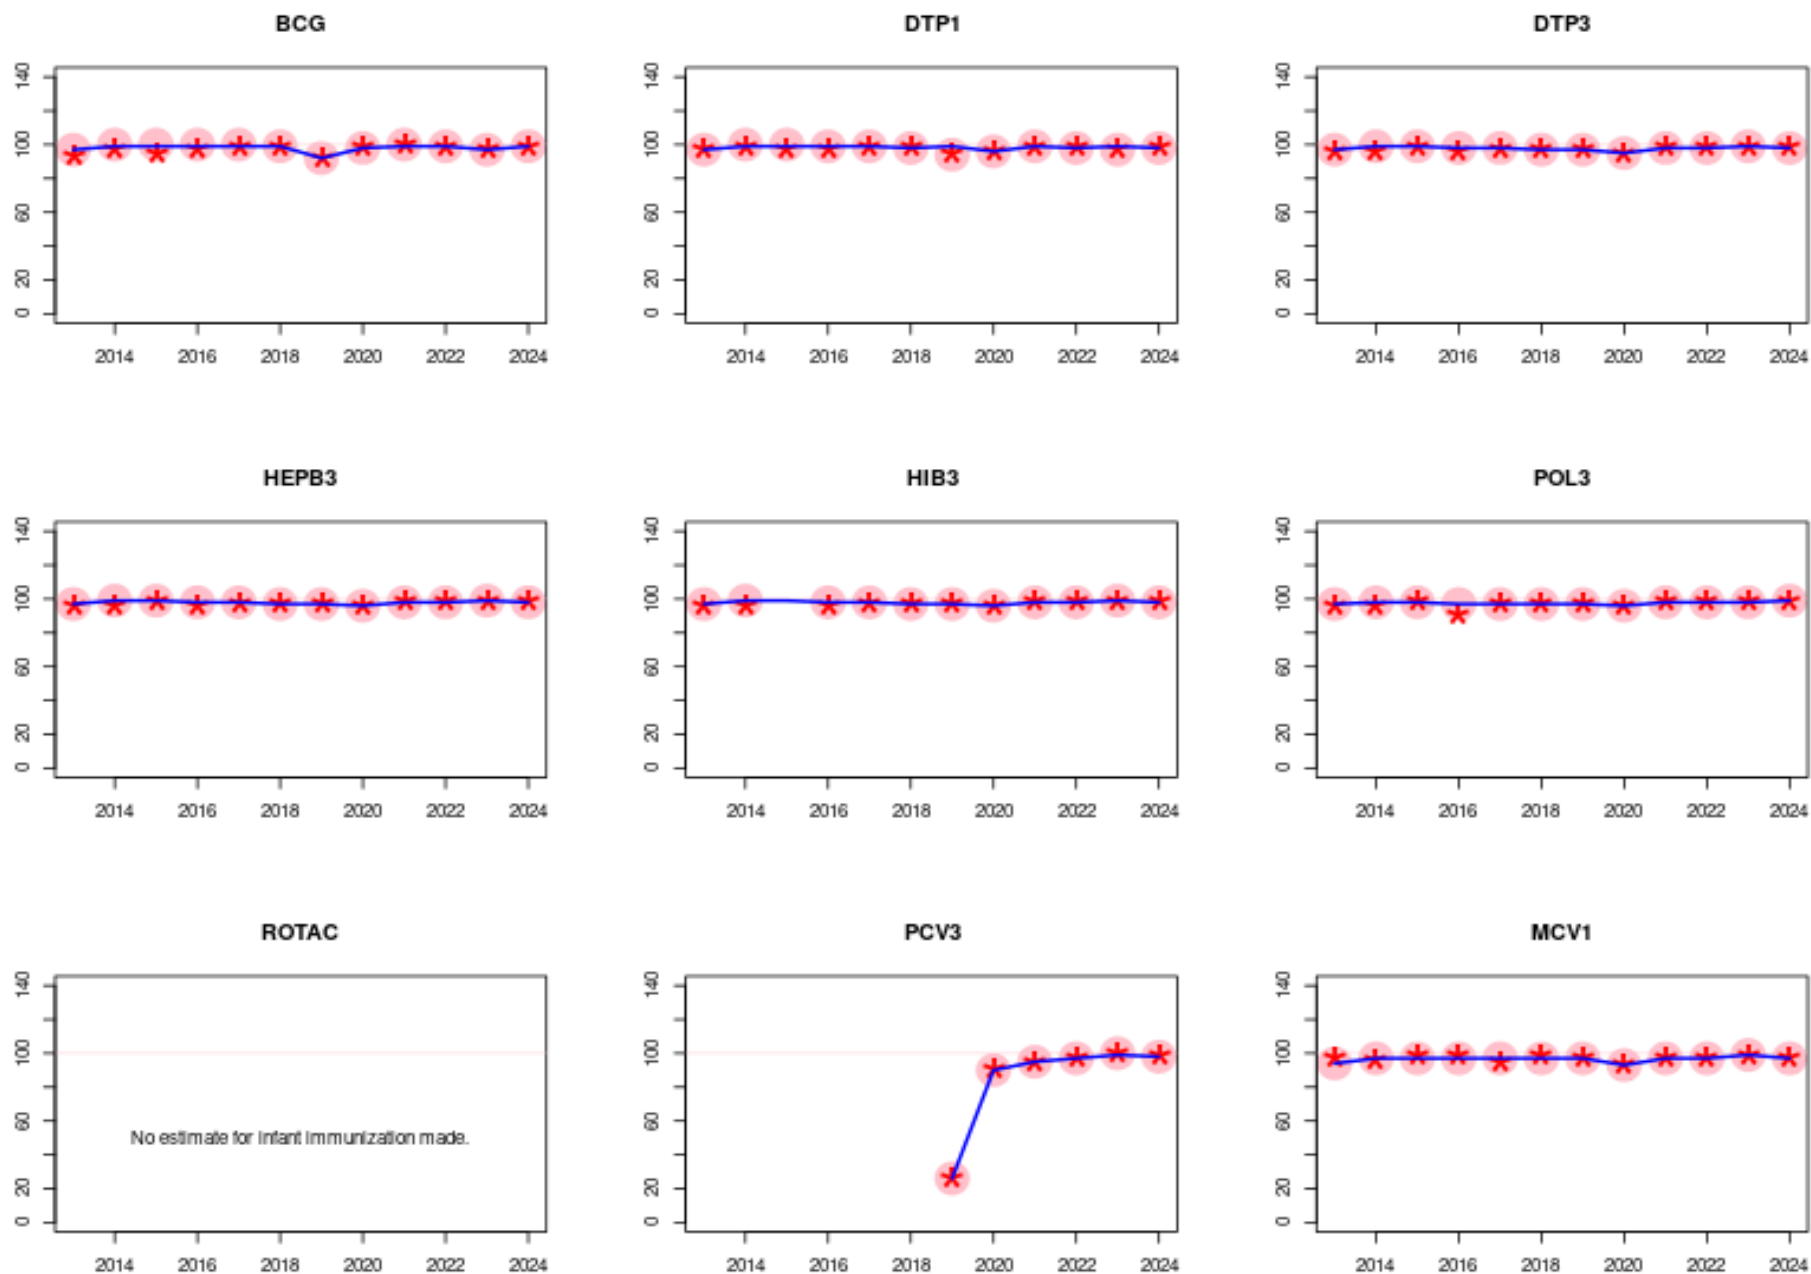 BCG DTP1 DTP3
140 140 140
100 100 100
60 60 60
20 20 20
0 0 0
2014 2016 2018 2020 2022 2024 2014 2016 2018 2020 2022 2024 2014 2016 2018 2020 2022 2024
HEPB3 HIB3 POL3
140 140 140
100 100 100
60 60 60
20 20 20
0 0 0
2014 2016 2018 2020 2022 2024 2014 2016 2018 2020 2022 2024 2014 2016 2018 2020 2022 2024
ROTAC PCV3 MCV1
140 140 140
100 100 100
60 60 60
No estimate for infant immunization made.
20 20 20
0 0 0
2014 2016 2018 2020 2022 2024 2014 2016 2018 2020 2022 2024 2014 2016 2018 2020 2022 2024